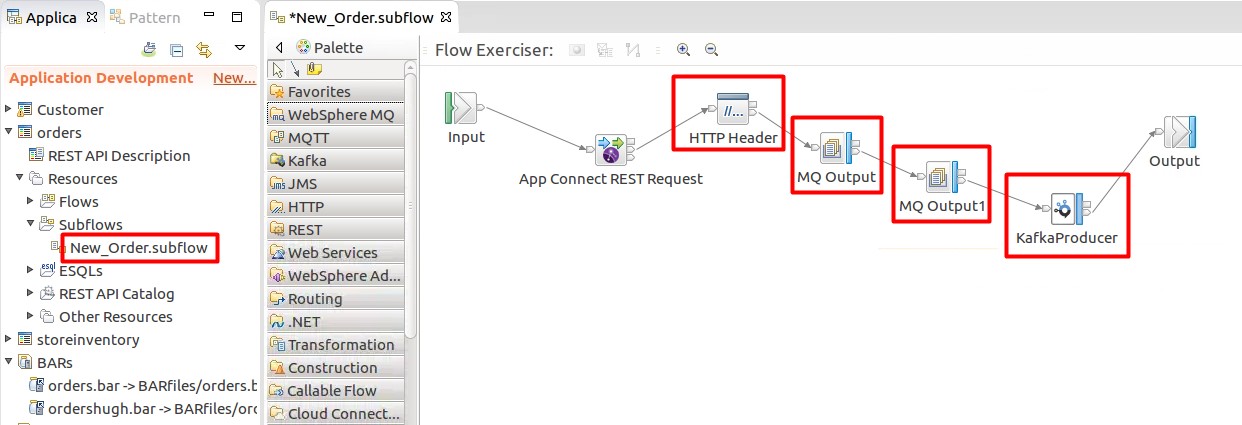 Applica
Pattern
Application Development New...
Customer
orders
REST API Description
Resources
Flows
Subflows
New_Order.subflow
esql
ESQLs
REST API Catalog
Other Resources
storeinventory
BARs
orders.bar -> BARfiles/orders.b
ordershugh.bar -> BARfiles/ord
*New_Order.subflow
Palette
Favorites
WebSphere MQ
MQTT
Kafka
JMS
HTTP
REST
Web Services
WebSphere Ad...
Routing
.NET
Transformation
Construction
Callable Flow
Cloud Connect...
Flow Exerciser:
Input
App Connect REST Request
//...
HTTP Header
MQ Output
MQ Output1
KafkaProducer
Output